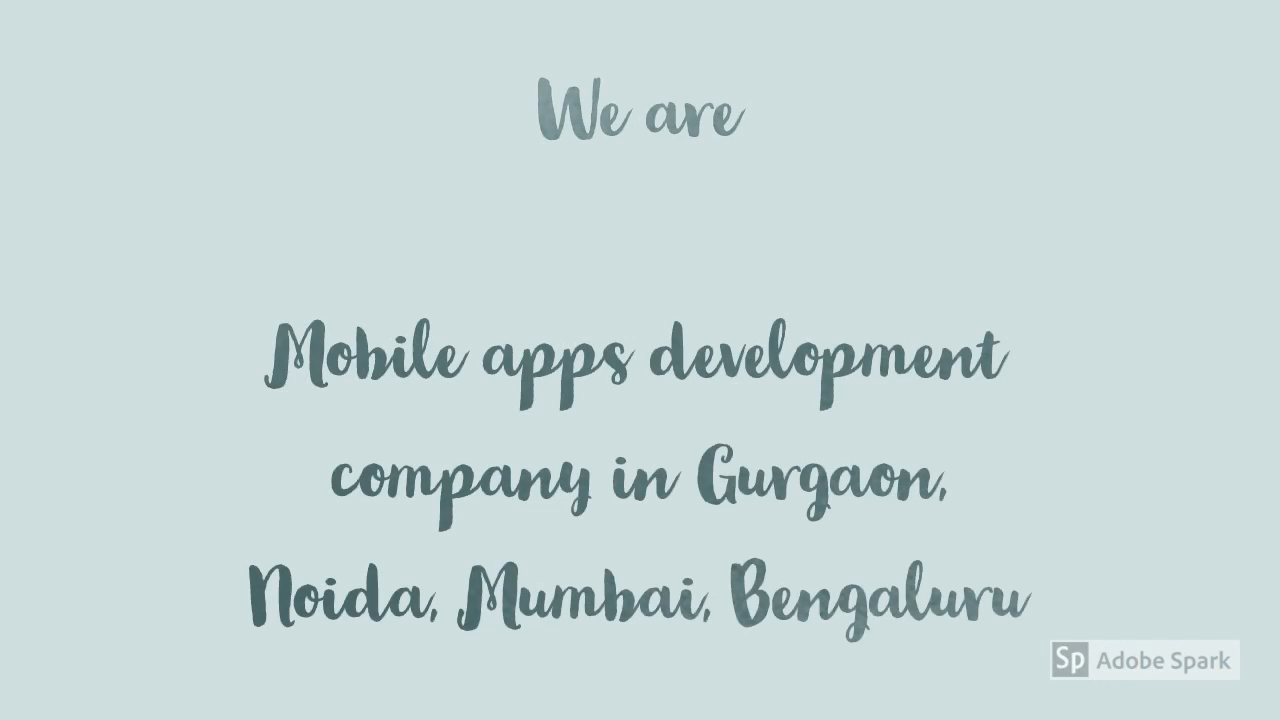 We are
Mobile apps development
company in Gurgaon,
Noida, Mumbai, Bengaluru
Sp Adobe Spark